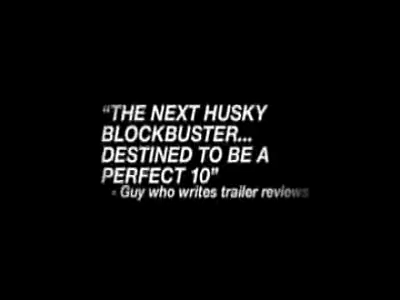 “THE NEXT HUSKY
BLOCKBUSTER...
DESTINED TO BE A
PERFECT 10”
- Guy who writes trailer reviews